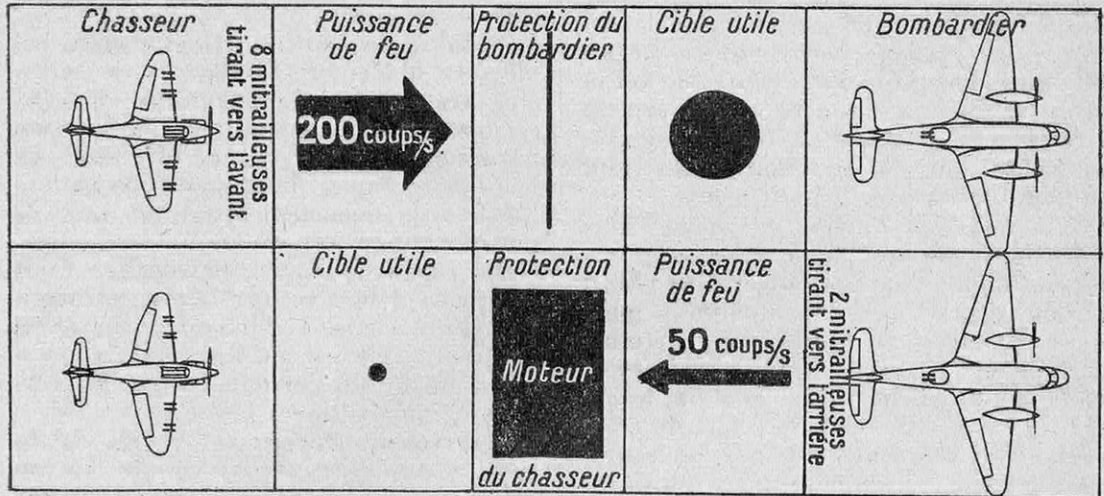 Chasseur
8 mitrailleuses
tirant vers l'avant
Puissance
de feu
200 coups/s
Protection du
bombardier
Cible utile
Bombardier
Cible utile
Protection
Moteur
du chasseur
Puissance
de feu
50 coups/s
2 mitrailleuses
tirant vers l'arrière